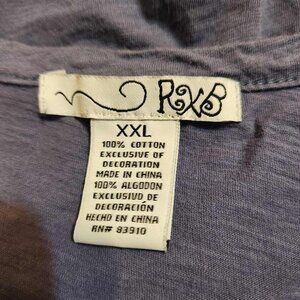 RXB
XXL
100% COTTON
EXCLUSIVE OF
DECORATION
MADE IN CHINA
100% ALGODON
EXCLUSIVO DE
DECORACIÓN
HECHO EN CHINA
RN# 83910